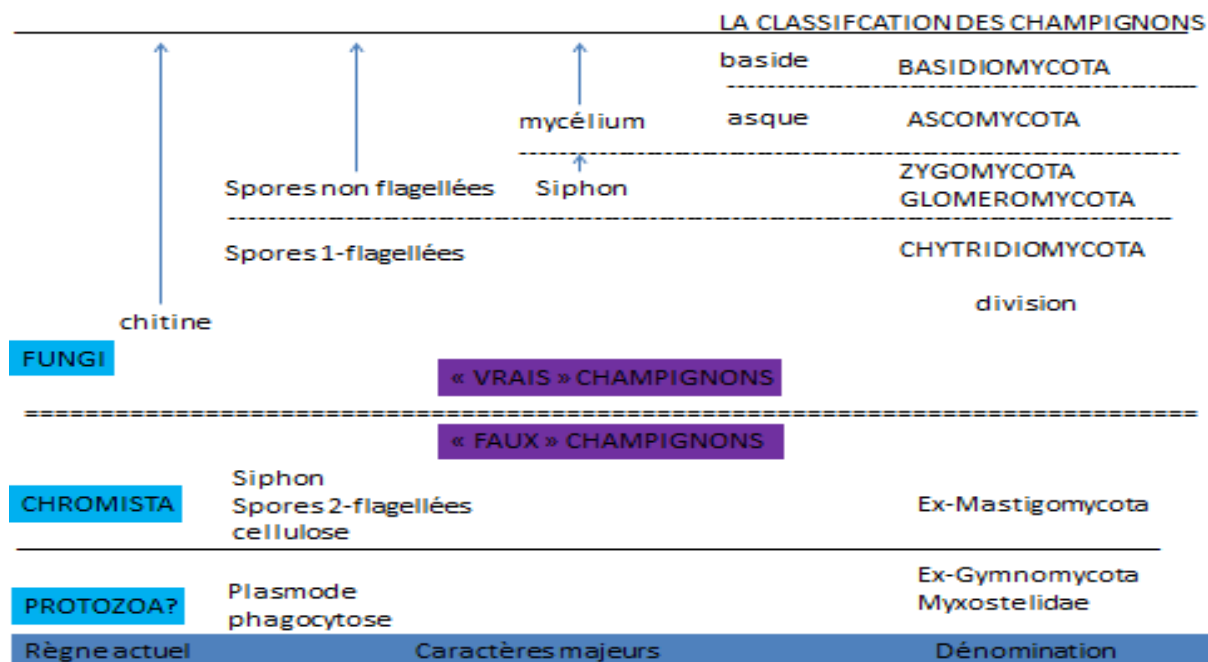 LA CLASSIFCATION DES CHAMPIGNONS
baside BASIDIOMYCOTA
mycélium asque ASCOMYCOTA
ZYGOMYCOTA
Spores non flagellées Siphon GLOMEROMYCOTA
Spores 1-flagellées CHYTRIDIOMYCOTA
chitine division
FUNGI
« VRAIS » CHAMPIGNONS
« FAUX » CHAMPIGNONS
Siphon
CHROMISTA Spores 2-flagellées Ex-Mastigomycota
cellulose
Ex-Gymnomycota
PROTOZOA? Plasmode Myxostelidae
phagocytose
Règne actuel Caractères majeurs Dénomination